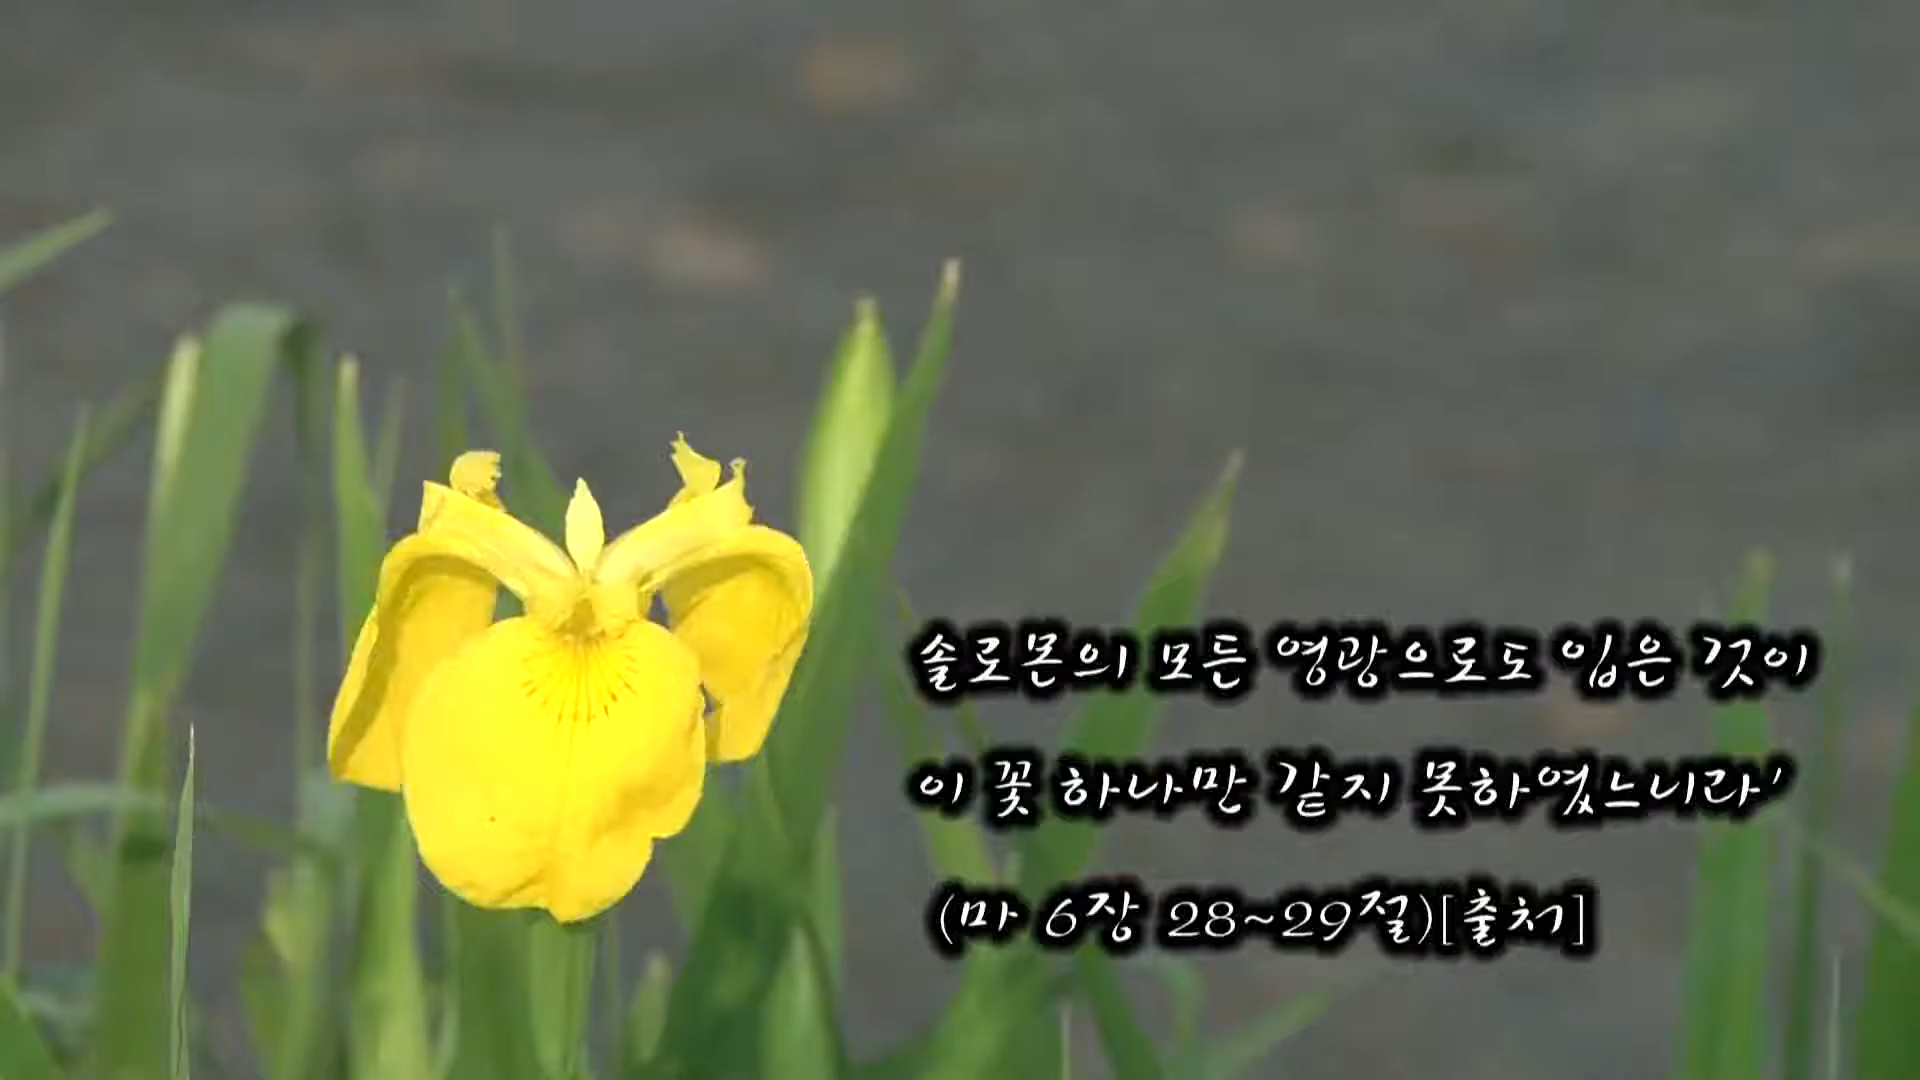 솔로몬의 모든 영광으로도 입은 것이
이 꽃 하나만 같지 못하였느니라'
(마 6장 28~29절)[출처]